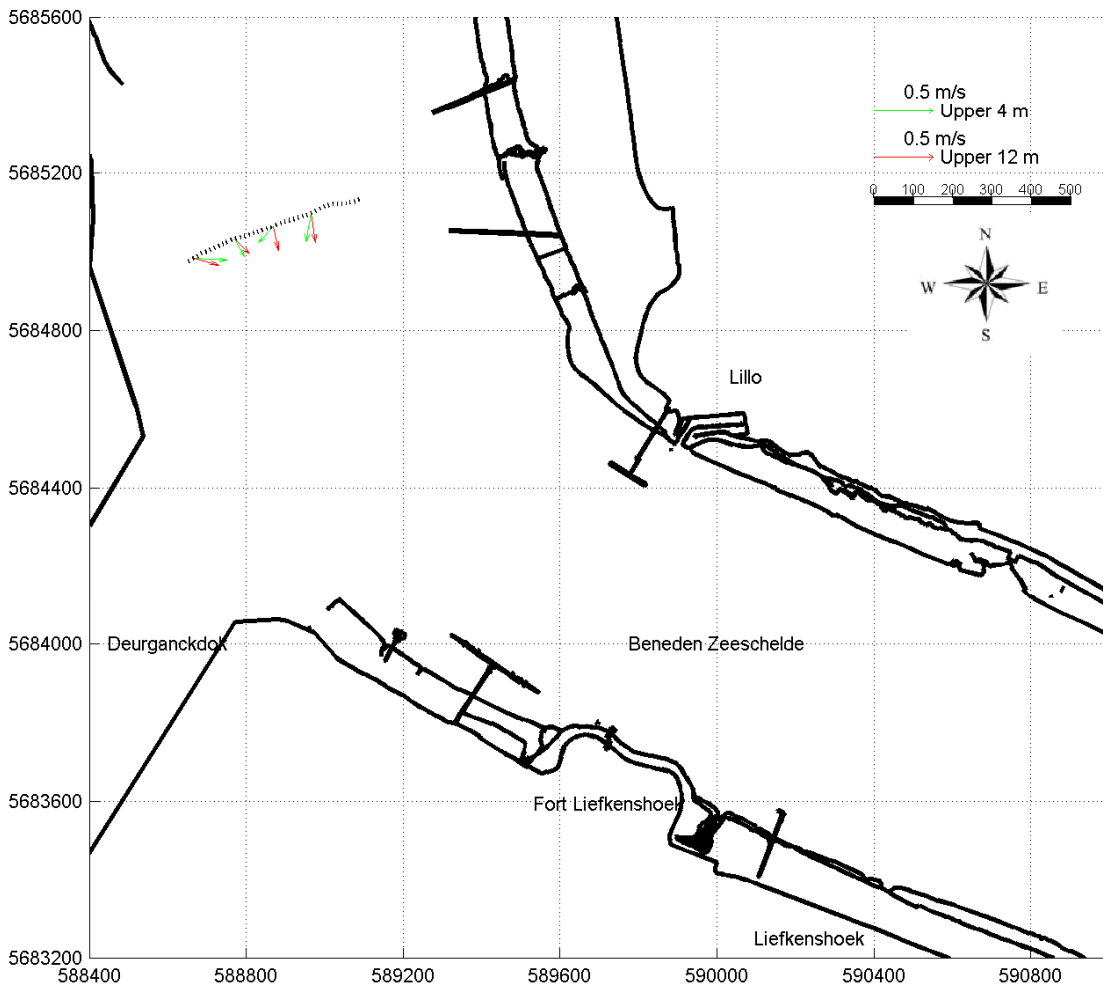 5685600
0.5 m/s
Upper 4 m
0.5 m/s
Upper 12 m
5685200
0 100 200 300 400 500
N
W E
S
5684800
Lillo
5684400
5684000
Deurganckdok
Beneden Zeeschelde
5683600
Fort Liefkenshoek
Liefkenshoek
5683200
588400 588800 589200 589600 590000 590400 590800